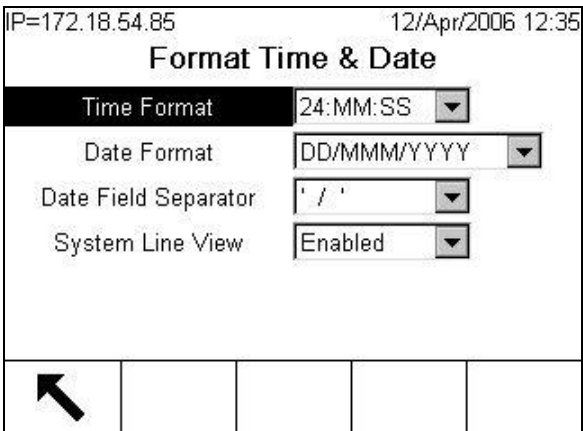 IP=172.18.54.85 12/Apr/2006 12:35
Format Time & Date
Time Format 24:MM:SS
Date Format DD/MMM/YYYY
Date Field Separator ' / '
System Line View Enabled